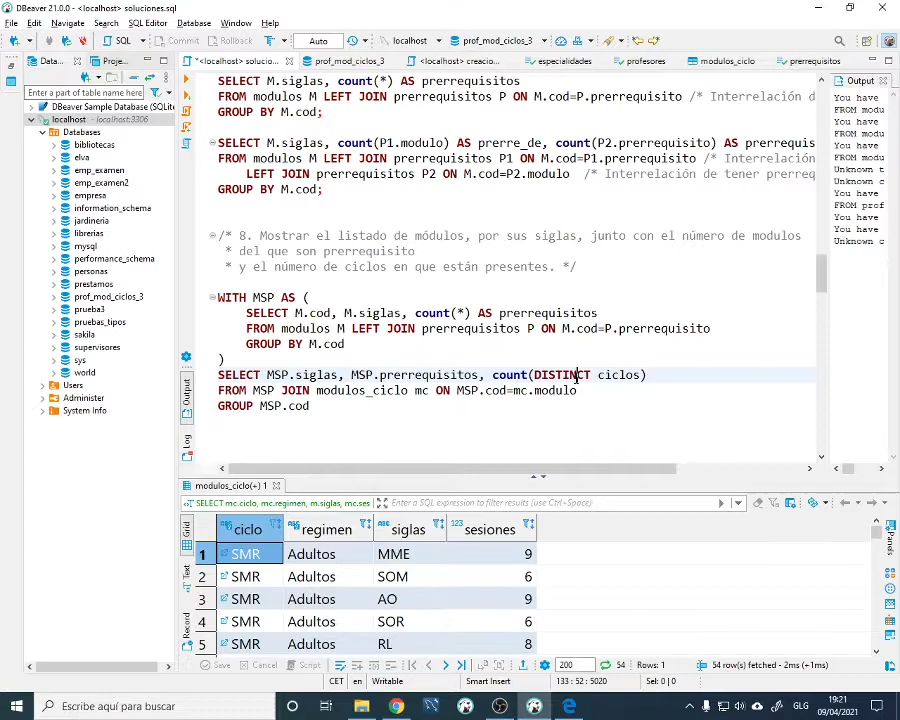 DBeaver 21.0.0 - <localhost> soluciones.sql
File Edit Navigate Search SQL Editor Database Window Help
SQL Commit Rollback Auto localhost prof_mod_ciclos_3
Data... Proje... *<localhost> solucio... prof_mod_ciclos_3 <localhost> creacio... especialidades profesores modulos_ciclo prerrequisitos Output
Enter a part of table name here
DBeaver Sample Database (SQLite
localhost - localhost:3306
Databases
bibliotecas
elva
emp_examen
emp_examen2
empresa
information_schema
jardineria
librerias
mysql
performance_schema
personas
prestamos
prof_mod_ciclos_3
prueba3
pruebas_tipos
sakila
supervisores
sys
world
Users
Administer
System Info
SELECT M.siglas, count(*) AS prerrequisitos
FROM modulos M LEFT JOIN prerrequisitos P ON M.cod=P.prerrequisito /* Interrelación d
GROUP BY M.cod;
SELECT M.siglas, count(P1.modulo) AS prerre_de, count(P2.prerrequisito) AS prerrequis
FROM modulos M LEFT JOIN prerrequisitos P1 ON M.cod=P1.prerrequisito /* Interrelación
LEFT JOIN prerrequisitos P2 ON M.cod=P2.modulo /* Interrelación de tener prerreq
GROUP BY M.cod;
/* 8. Mostrar el listado de módulos, por sus siglas, junto con el número de modulos
* del que son prerrequisito
* y el número de ciclos en que están presentes. */
WITH MSP AS (
SELECT M.cod, M.siglas, count(*) AS prerrequisitos
FROM modulos M LEFT JOIN prerrequisitos P ON M.cod=P.prerrequisito
GROUP BY M.cod
)
SELECT MSP.siglas, MSP.prerrequisitos, count(DISTINCT ciclos)
FROM MSP JOIN modulos_ciclo mc ON MSP.cod=mc.modulo
GROUP MSP.cod
You have
FROM modu
You have
FROM modu
You have
FROM modu
Unknown t
Unknown c
FROM prof
You have
You have
Unknown c
Output
Log
modulos_ciclo(+) 1
SELECT mc.ciclo, mc.regimen, m.siglas, mc.ses Enter a SQL expression to filter results (use Ctrl+Space)
Grid
Text
Record
Panels
ciclo regimen siglas 123 sesiones
1 SMR Adultos MME 9
2 SMR Adultos SOM 6
3 SMR Adultos AO 9
4 SMR Adultos SOR 6
5 SMR Adultos RL 8
Save Cancel Script 200 54 Rows: 1 54 row(s) fetched - 2ms (+1ms)
CET en Writable Smart Insert 133 : 52 : 5020 Sel: 0 | 0
Escribe aquí para buscar
GLG
19:21
09/04/2021